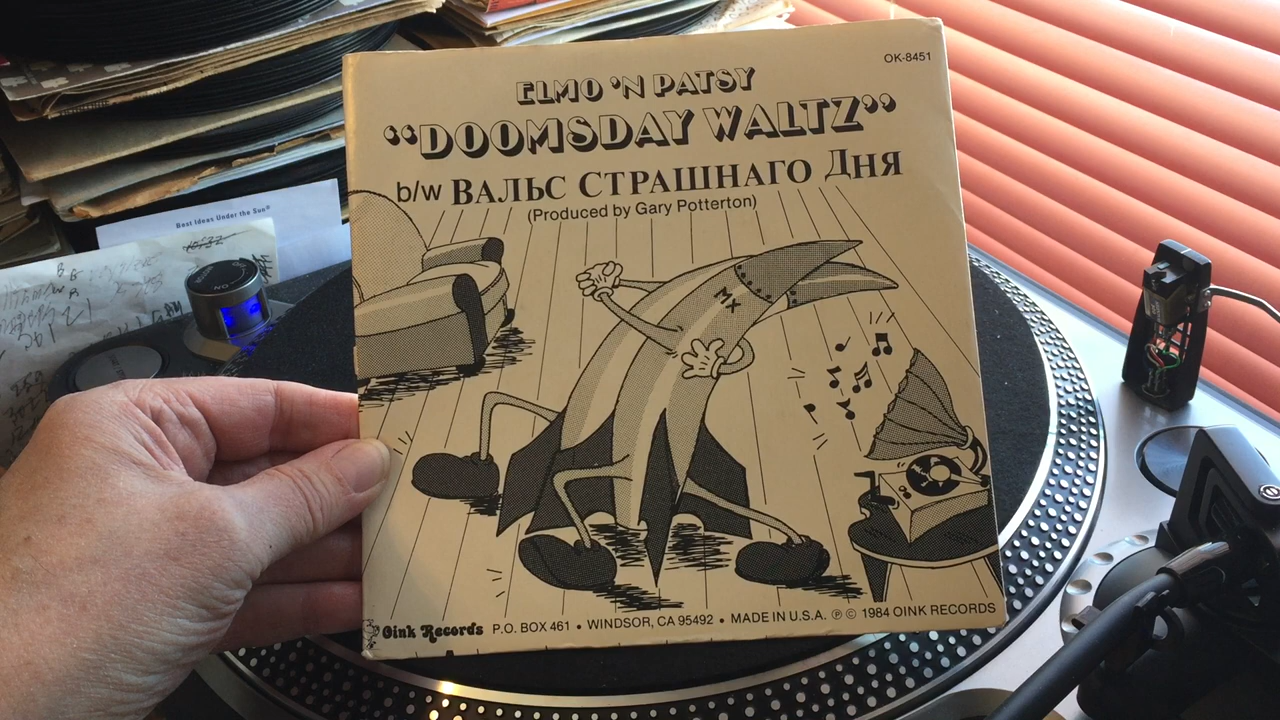 OK-8451
ELMO 'N PATSY
"DOOMSDAY WALTZ"
b/w ВАЛЬС СТРАШНАГО ДНЯ
(Produced by Gary Potterton)
MX
Oink Records P.O. BOX 461 • WINDSOR, CA 95492 • MADE IN U.S.A. ℗ © 1984 OINK RECORDS
Best Ideas Under the Sun®
ON